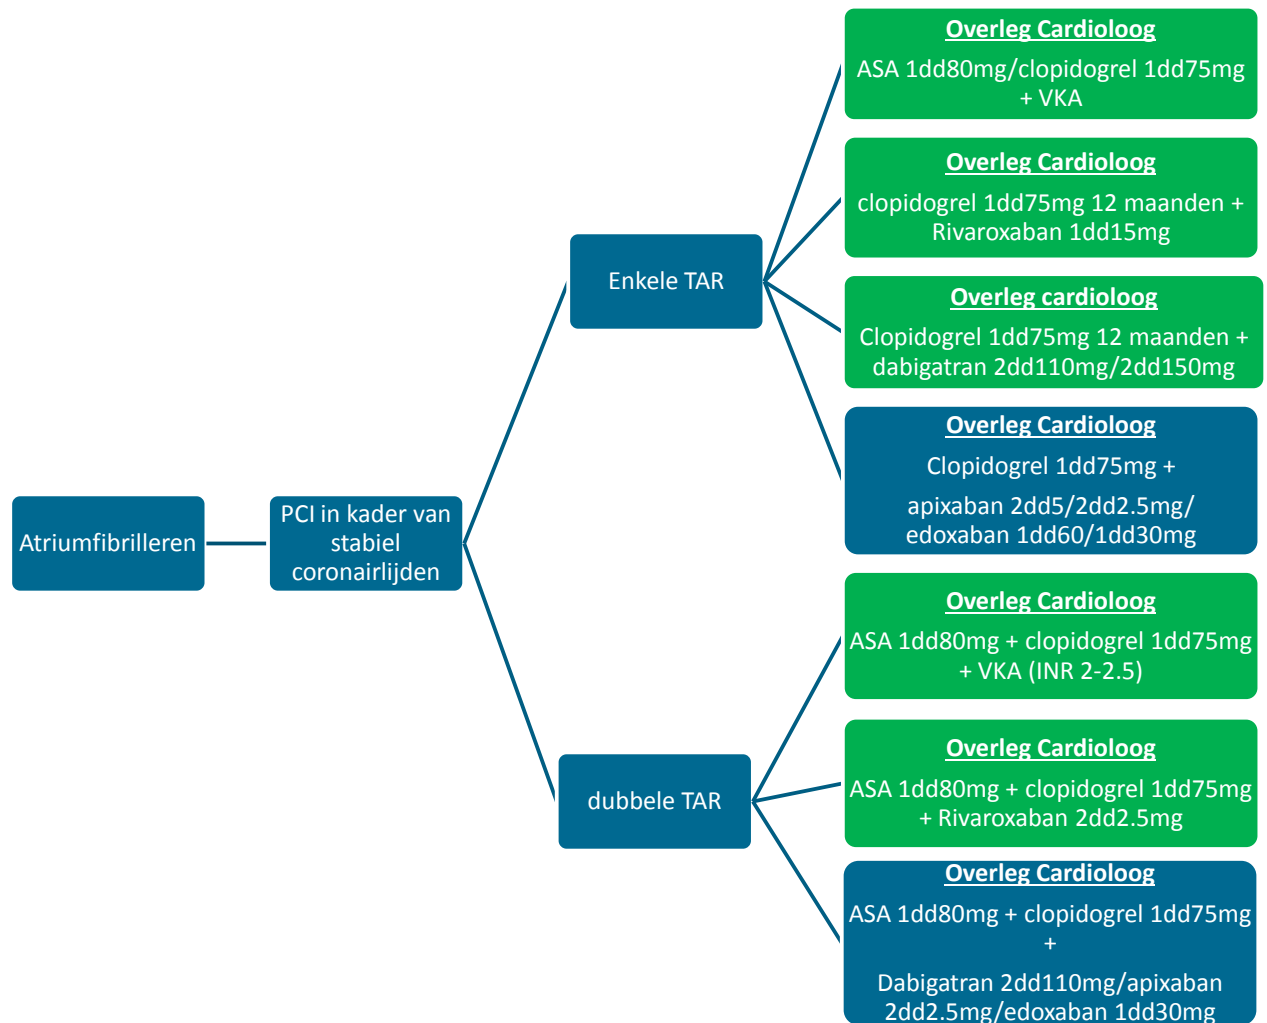 Atriumfibrilleren
PCI in kader van
stabiel
coronairlijden
Enkele TAR
Overleg Cardioloog
ASA 1dd80mg/clopidogrel 1dd75mg
+ VKA
Overleg Cardioloog
clopidogrel 1dd75mg 12 maanden +
Rivaroxaban 1dd15mg
Overleg cardioloog
Clopidogrel 1dd75mg 12 maanden +
dabigatran 2dd110mg/2dd150mg
Overleg Cardioloog
Clopidogrel 1dd75mg +
apixaban 2dd5/2dd2.5mg/
edoxaban 1dd60/1dd30mg
dubbele TAR
Overleg Cardioloog
ASA 1dd80mg + clopidogrel 1dd75mg
+ VKA (INR 2-2.5)
Overleg Cardioloog
ASA 1dd80mg + clopidogrel 1dd75mg
+ Rivaroxaban 2dd2.5mg
Overleg Cardioloog
ASA 1dd80mg + clopidogrel 1dd75mg
+
Dabigatran 2dd110mg/apixaban
2dd2.5mg/edoxaban 1dd30mg